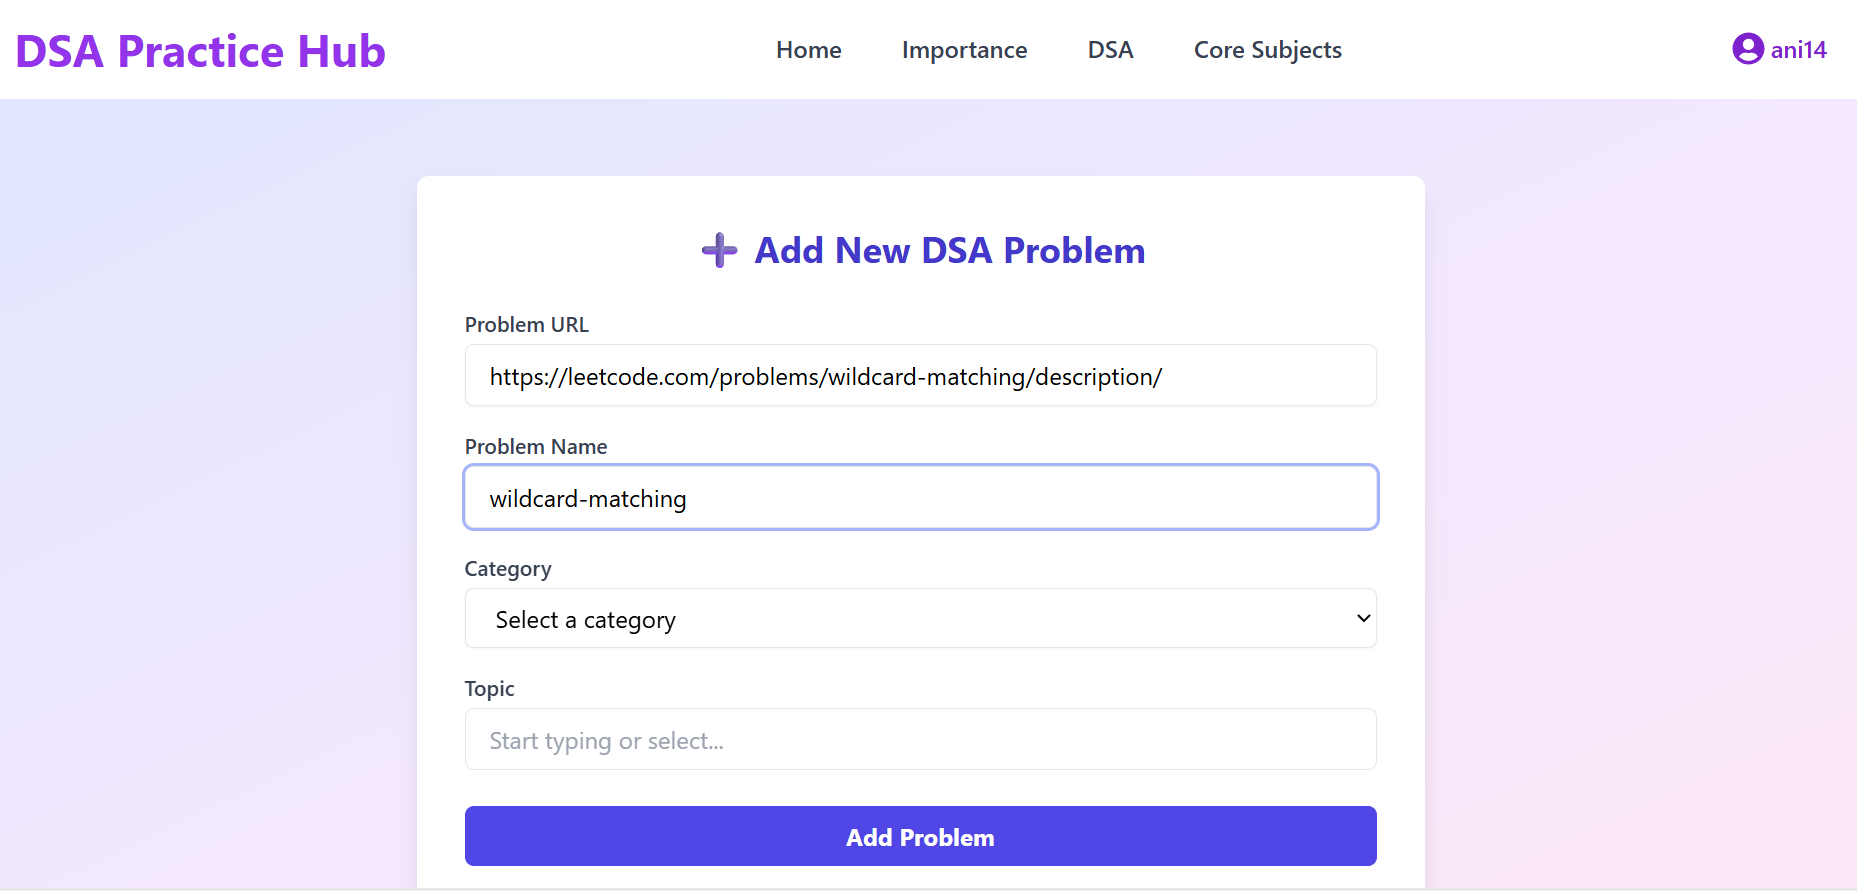 DSA Practice Hub
Home Importance DSA Core Subjects
ani14
Add New DSA Problem
Problem URL
https://leetcode.com/problems/wildcard-matching/description/
Problem Name
wildcard-matching
Category
Select a category
Topic
Start typing or select...
Add Problem